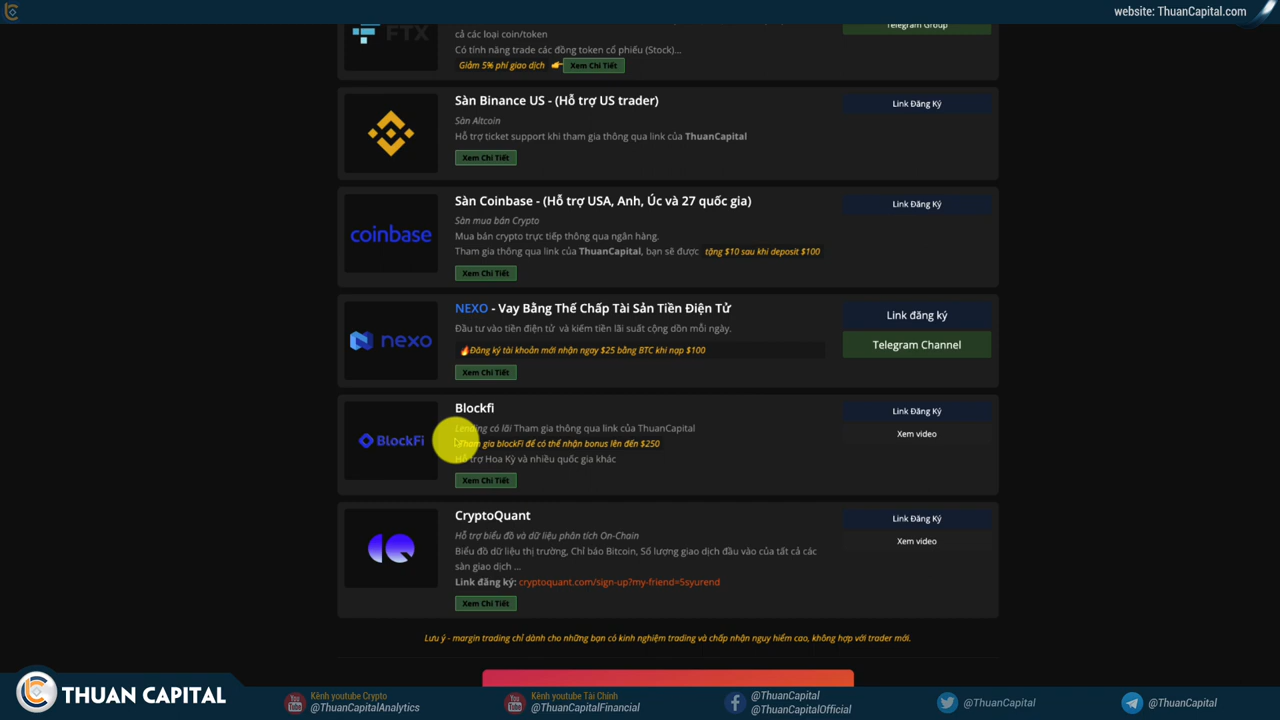 website: ThuanCapital.com
FTX
cả các loại coin/token
Có tính năng trade các đồng token cổ phiếu (Stock)...
Giảm 5% phí giao dịch 👉 Xem Chi Tiết
Telegram Group
Sàn Binance US - (Hỗ trợ US trader)
Sàn Altcoin
Hỗ trợ ticket support khi tham gia thông qua link của ThuanCapital
Xem Chi Tiết
Link Đăng Ký
coinbase
Sàn Coinbase - (Hỗ trợ USA, Anh, Úc và 27 quốc gia)
Sàn mua bán Crypto
Mua bán crypto trực tiếp thông qua ngân hàng.
Tham gia thông qua link của ThuanCapital, bạn sẽ được tặng $10 sau khi deposit $100
Xem Chi Tiết
Link Đăng Ký
nexo
NEXO - Vay Bằng Thế Chấp Tài Sản Tiền Điện Tử
Đầu tư vào tiền điện tử và kiếm tiền lãi suất cộng dồn mỗi ngày.
🔥Đăng ký tài khoản mới nhận ngay $25 bằng BTC khi nạp $100
Xem Chi Tiết
Link đăng ký
Telegram Channel
BlockFi
Blockfi
Lending có lãi Tham gia thông qua link của ThuanCapital
Tham gia blockFi để có thể nhận bonus lên đến $250
Hỗ trợ Hoa Kỳ và nhiều quốc gia khác
Xem Chi Tiết
Link Đăng Ký
Xem video
CryptoQuant
Hỗ trợ biểu đồ và dữ liệu phân tích On-Chain
Biểu đồ dữ liệu thị trường, Chỉ báo Bitcoin, Số lượng giao dịch đầu vào của tất cả các
sàn giao dịch ...
Link đăng ký: cryptoquant.com/sign-up?my-friend=5syurend
Xem Chi Tiết
Link Đăng Ký
Xem video
Lưu ý - margin trading chỉ dành cho những bạn có kinh nghiệm trading và chấp nhận nguy hiểm cao, không hợp với trader mới.
THUAN CAPITAL
Kênh youtube Crypto
@ThuanCapitalAnalytics
Kênh youtube Tài Chính
@ThuanCapitalFinancial
@ThuanCapital
@ThuanCapitalOfficial
@ThuanCapital
@ThuanCapital